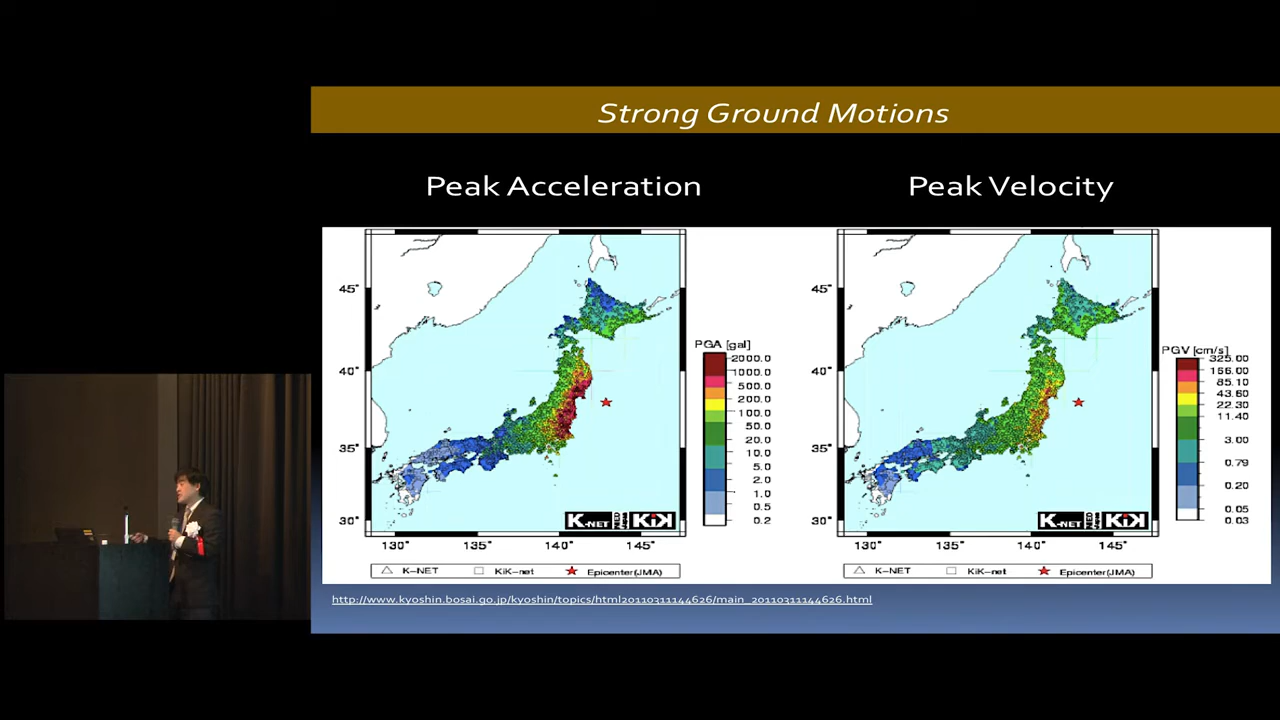 Strong Ground Motions
Peak Acceleration
Peak Velocity
45°
40°
35°
30°
130°
135°
140°
145°
PGA [gal]
2000.0
1000.0
500.0
200.0
100.0
50.0
20.0
10.0
5.0
2.0
1.0
0.5
0.2
K-NET
KiK
K-NET
KiK-net
Epicenter(JMA)
45°
40°
35°
30°
130°
135°
140°
145°
PGV [cm/s]
325.00
166.00
85.10
43.60
22.30
11.40
3.00
0.79
0.20
0.05
0.03
K-NET
KiK
K-NET
KiK-net
Epicenter(JMA)
http://www.kyoshin.bosai.go.jp/kyoshin/topics/html20110311144626/main_20110311144626.html